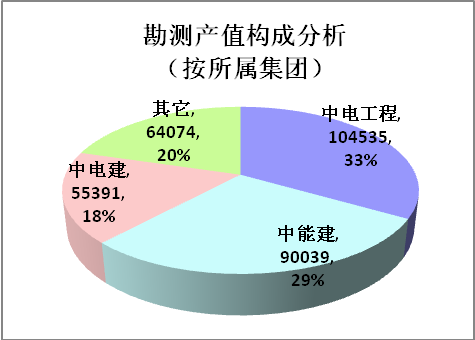 勘测产值构成分析
（按所属集团）
其它,
64074,
20%
中电工程,
104535,
33%
中电建,
55391,
18%
中能建,
90039,
29%